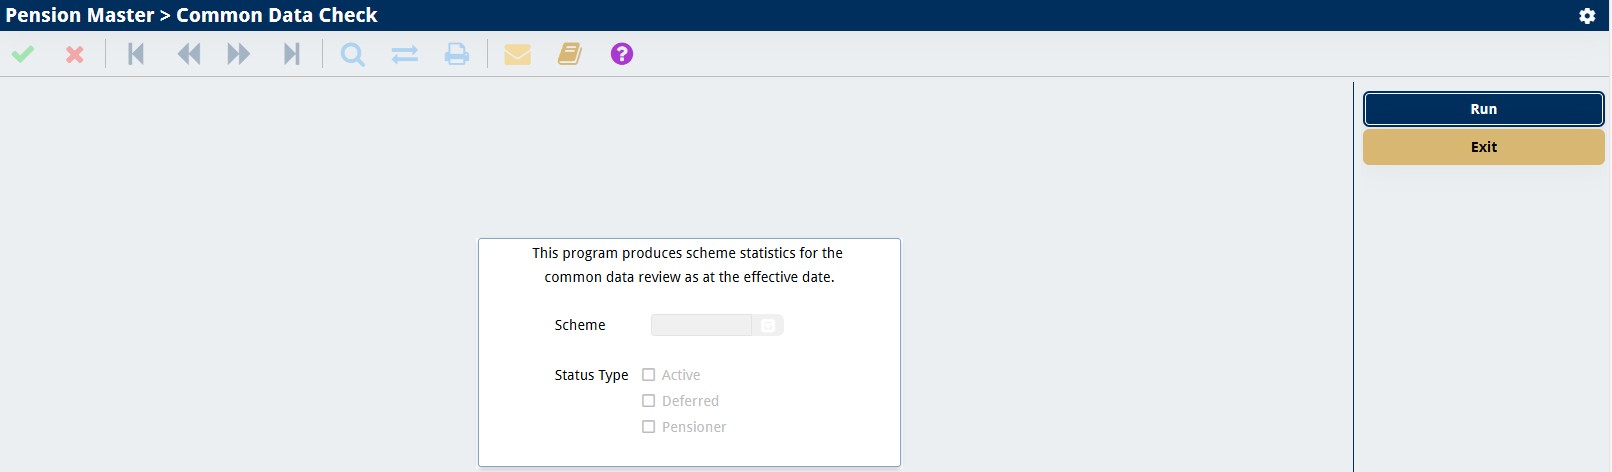 Pension Master > Common Data Check
?
Run
Exit
This program produces scheme statistics for the
common data review as at the effective date.
Scheme
Status Type
Active
Deferred
Pensioner